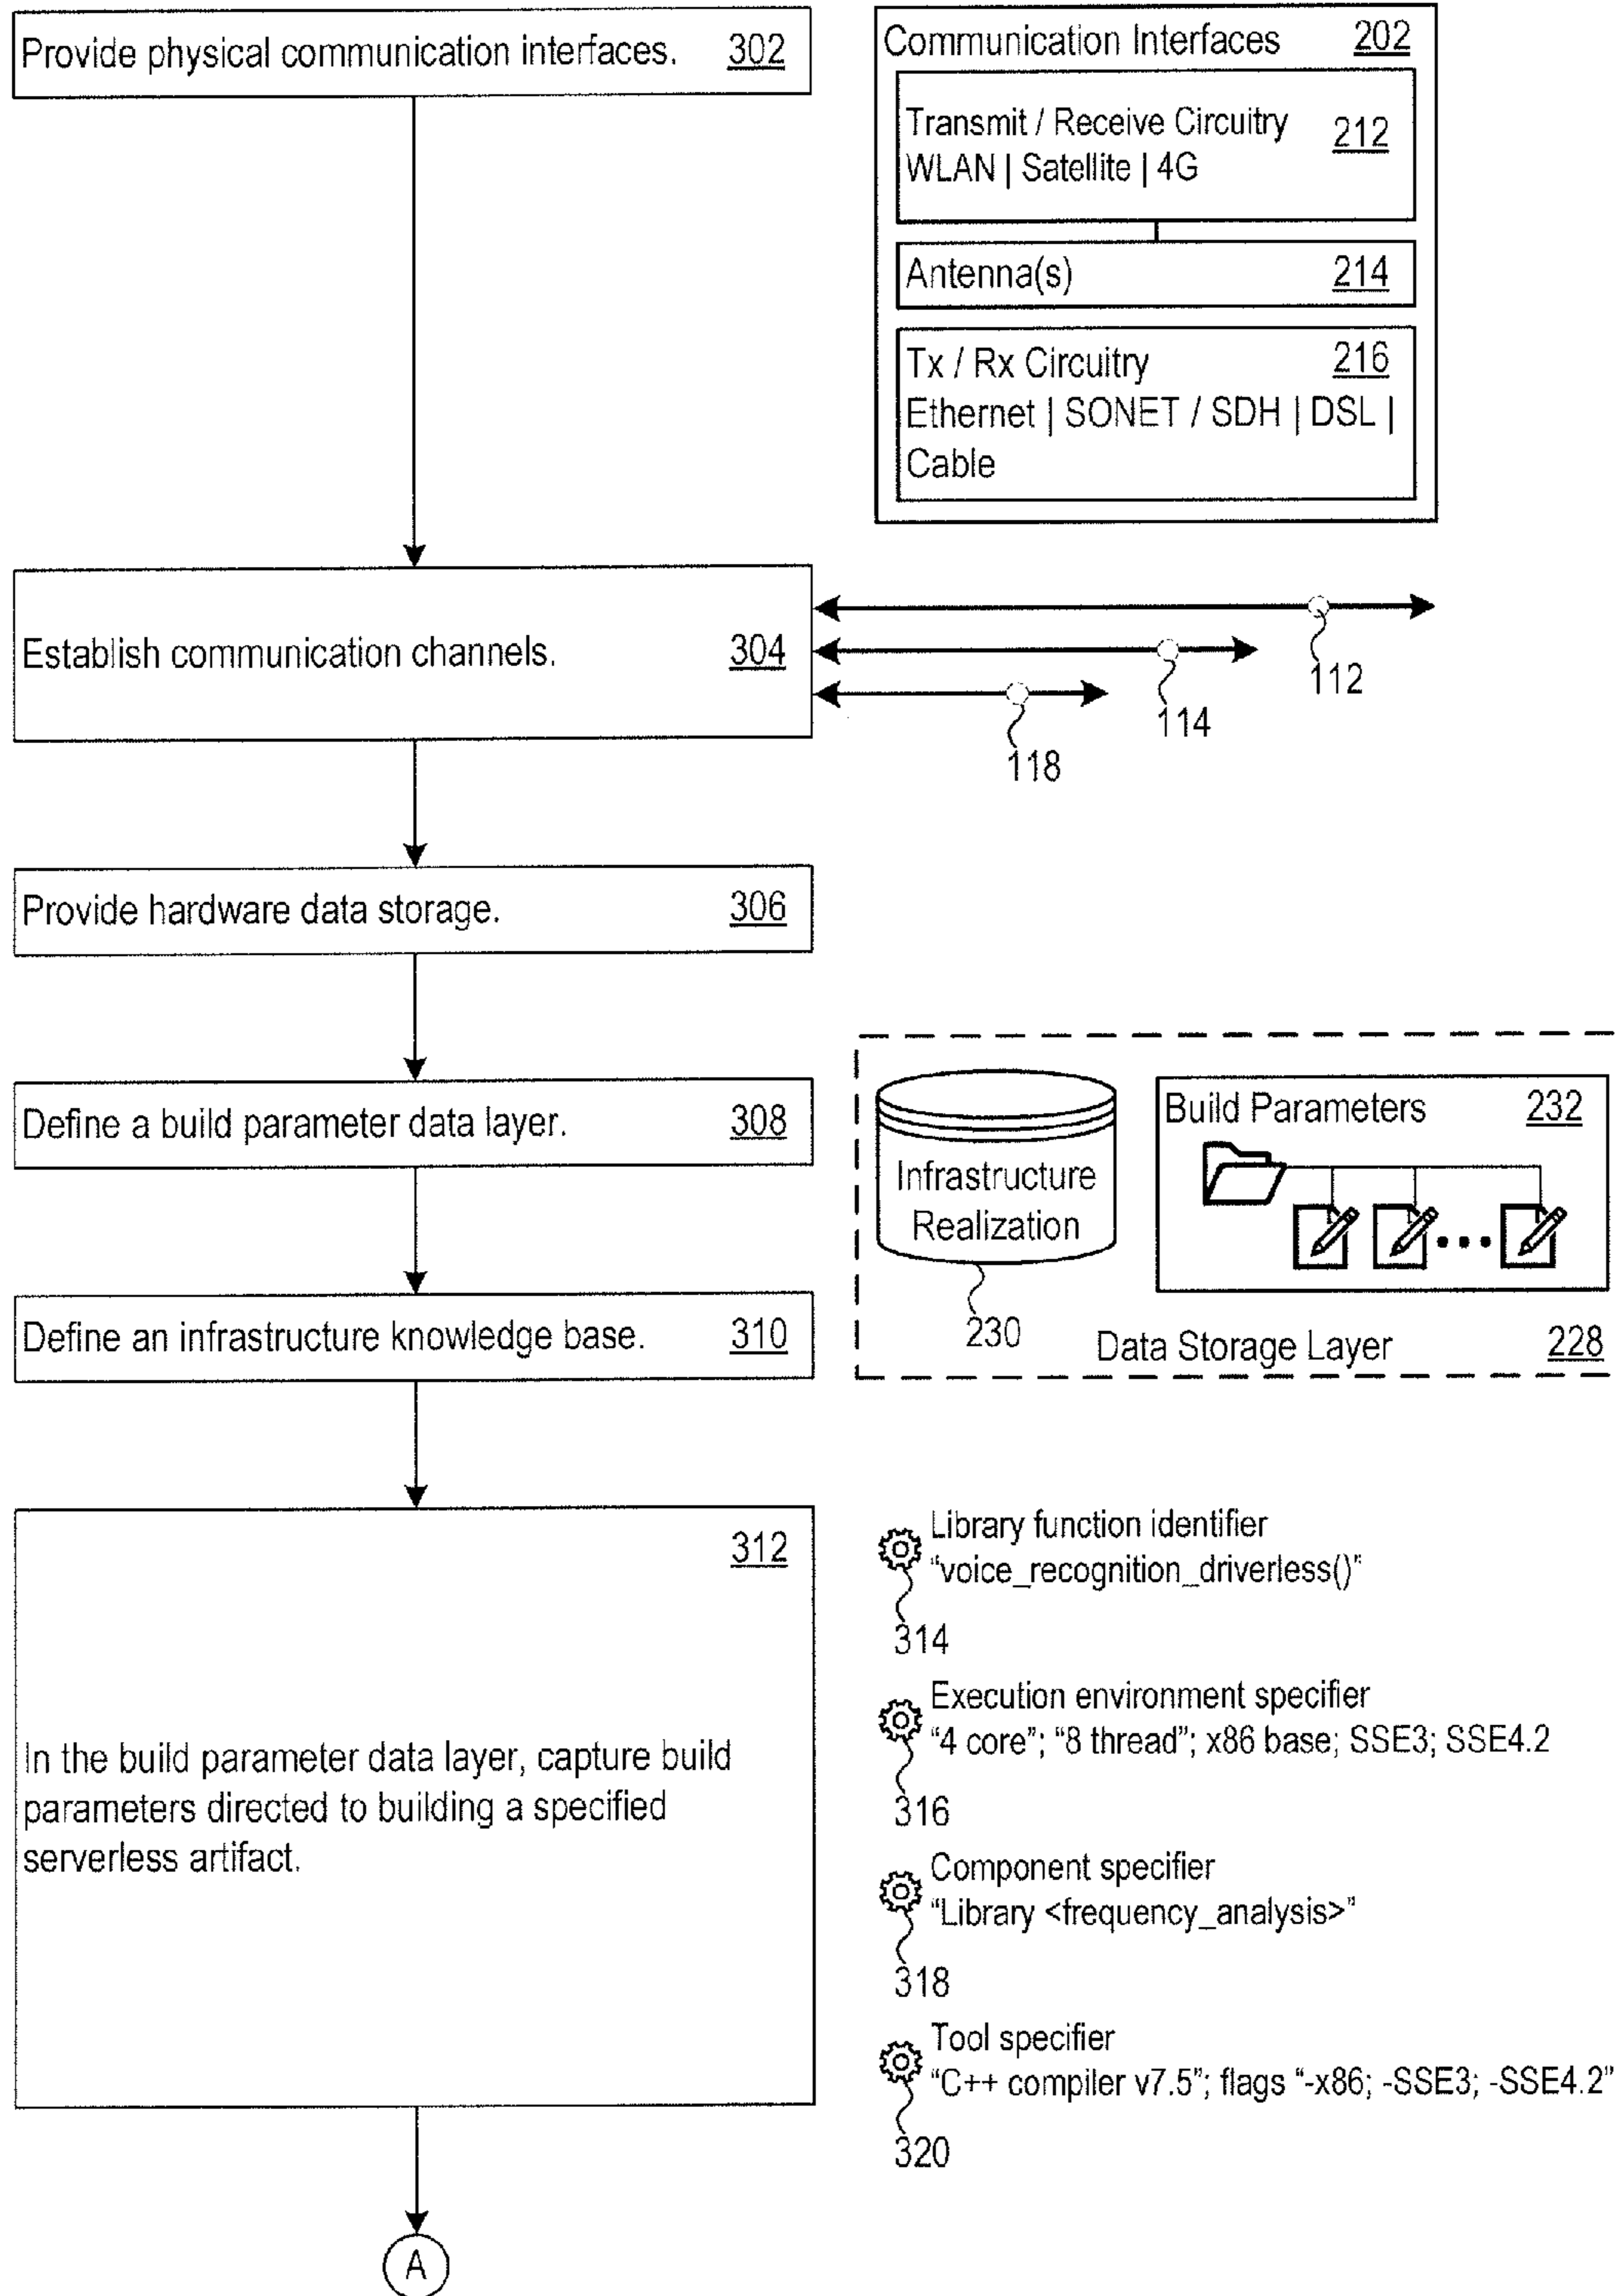 Provide physical communication interfaces. 302
Communication Interfaces 202
Transmit / Receive Circuitry 212
WLAN | Satellite | 4G
Antenna(s) 214
Tx / Rx Circuitry 216
Ethernet | SONET / SDH | DSL |
Cable
Establish communication channels. 304
112
114
118
Provide hardware data storage. 306
Define a build parameter data layer. 308
Infrastructure
Realization
230
Build Parameters 232
Data Storage Layer 228
Define an infrastructure knowledge base. 310
312
In the build parameter data layer, capture build
parameters directed to building a specified
serverless artifact.
Library function identifier
“voice_recognition_driverless()”
314
Execution environment specifier
“4 core”; “8 thread”; x86 base; SSE3; SSE4.2
316
Component specifier
“Library <frequency_analysis>”
318
Tool specifier
“C++ compiler v7.5”; flags “-x86; -SSE3; -SSE4.2”
320
A